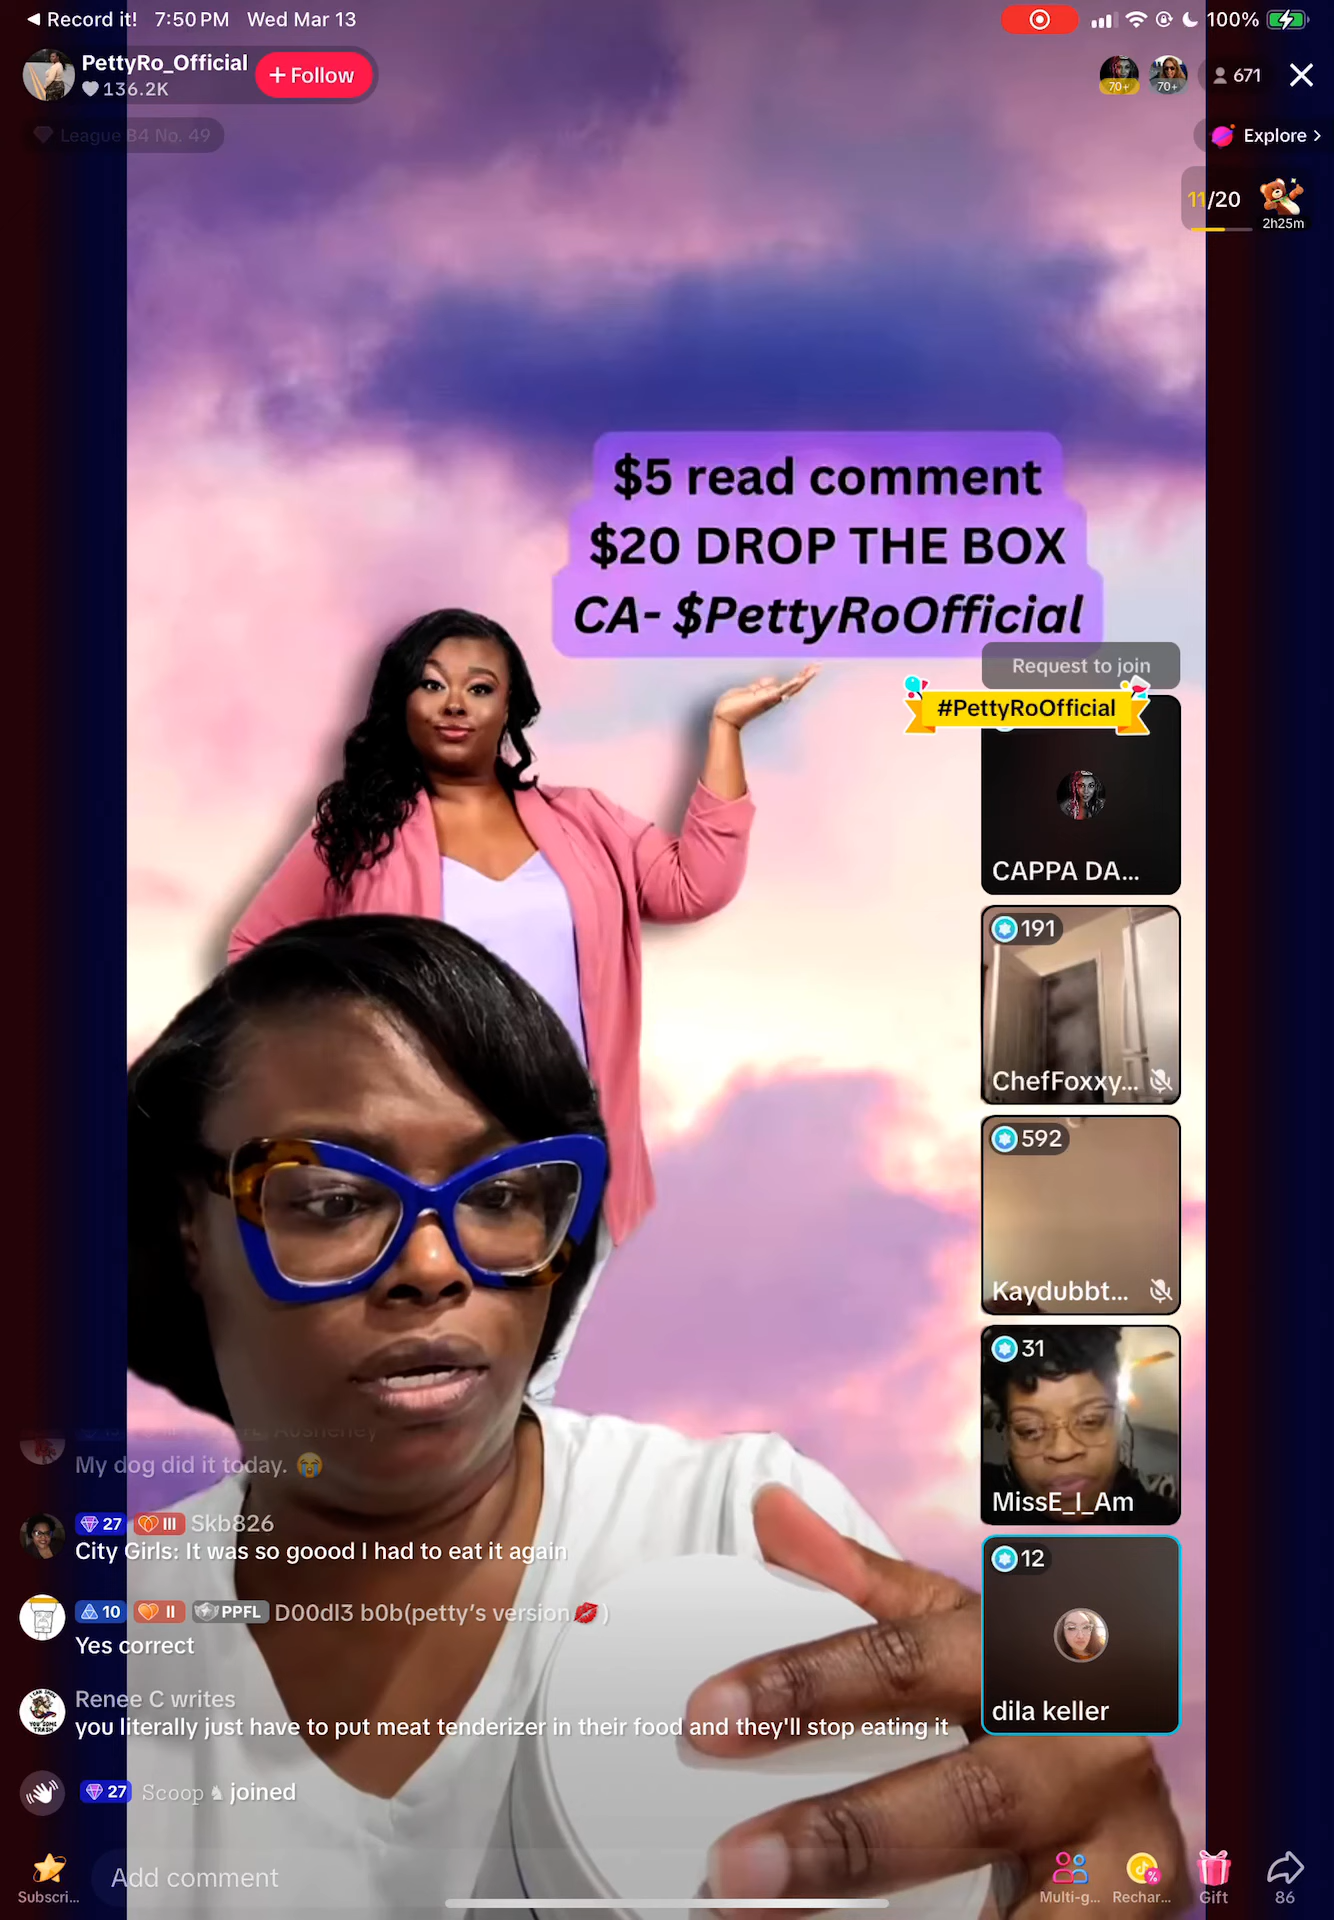 ◀ Record it! 7:50 PM Wed Mar 13
100%
PettyRo_Official
136.2K
+ Follow
70+
70+
671
League B4 No. 49
Explore >
11/20
2h25m
$5 read comment
$20 DROP THE BOX
CA- $PettyRoOfficial
Request to join
#PettyRoOfficial
CAPPA DA...
191
ChefFoxxy...
592
Kaydubbt...
31
MissE_I_Am
12
dila keller
My dog did it today. 😭
27 III Skb826
City Girls: It was so goood I had to eat it again
10 II PPFL D00dl3 b0b(petty's version💋)
Yes correct
Renee C writes
you literally just have to put meat tenderizer in their food and they'll stop eating it
27 Scoop ♞ joined
Subscri...
Add comment
Multi-g...
Rechar...
Gift
86